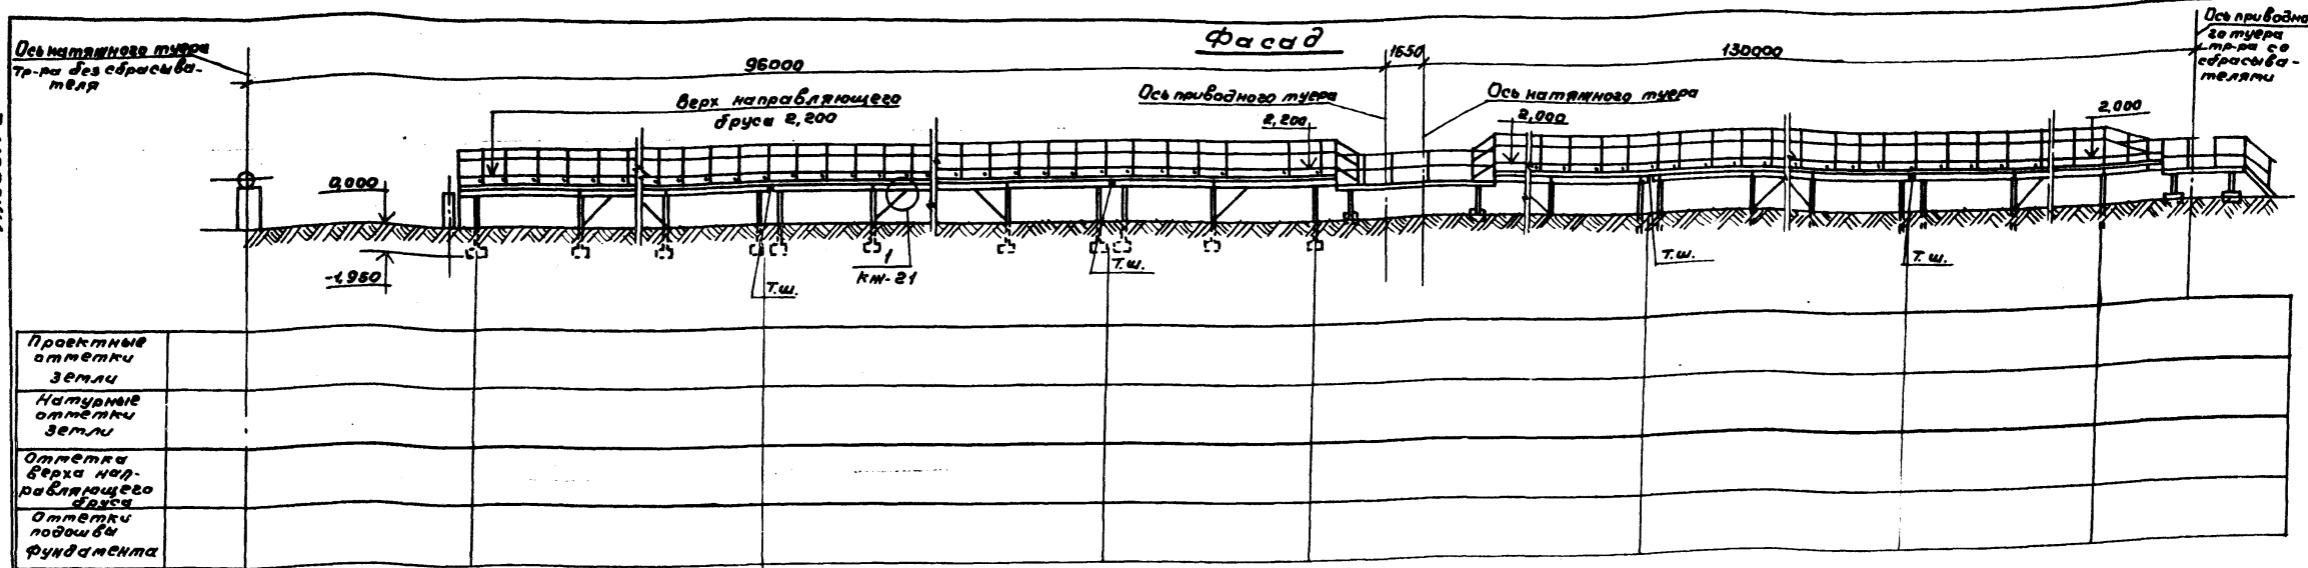 Фасад
Ось натяжного туера
тр-ра без сбрасыва-
теля
96000
1650
130000
Ось приводно
го туера
тр-ра со
сбрасыва-
телями
Верх направляющего
бруса 2,200
Ось приводного туера
Ось натяжного туера
2,200
2,000
2,000
0,000
-1,950
Т.ш.
1
кж-21
Т.ш.
Т.ш.
Т.ш.
Проектные
отметки
земли
Натурные
отметки
земли
Отметка
верха нап-
равляющего
бруса
Отметки
подошвы
фундамента